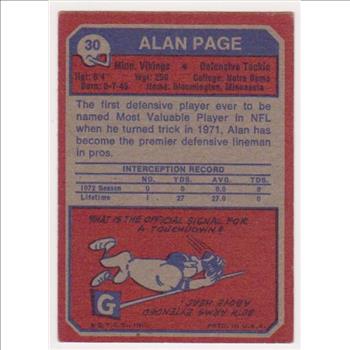 30
ALAN PAGE
Minn. Vikings * Defensive Tackle
Hgt: 6'4 Wgt: 250 College: Notre Dame
Born: 8-7-45 Home: Bloomington, Minnesota
The first defensive player ever to be
named Most Valuable Player in NFL
when he turned trick in 1971, Alan has
become the premier defensive lineman
in pros.
INTERCEPTION RECORD
NO. YDS. AVG. TDS.
1972 Season 0 0 0.0 0
Lifetime 1 27 27.0 0
WHAT IS THE OFFICIAL SIGNAL FOR
A TOUCHDOWN?
G
BOTH ARMS EXTENDED
ABOVE HEAD.
PRTD. IN U.S.A.